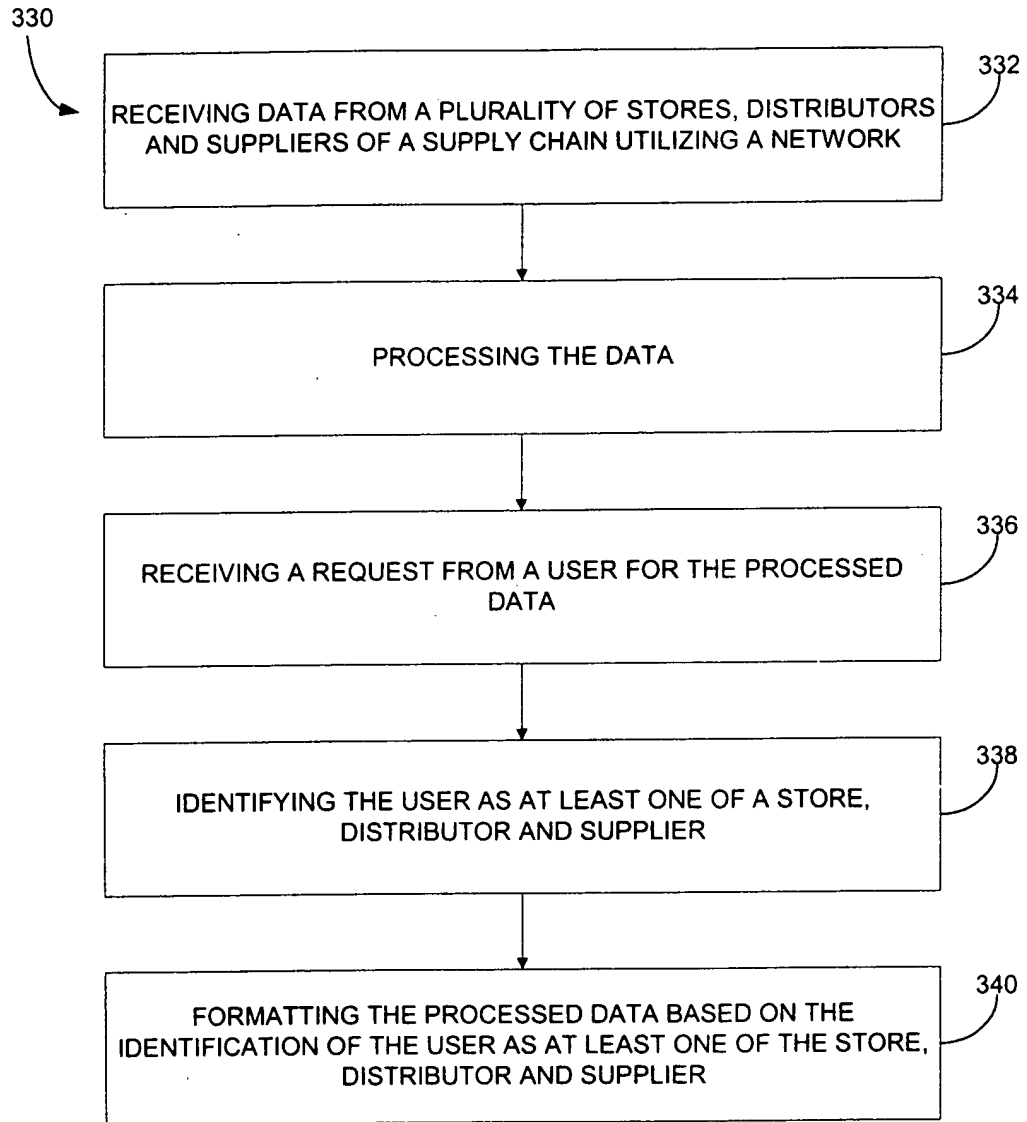 330
332
RECEIVING DATA FROM A PLURALITY OF STORES, DISTRIBUTORS
AND SUPPLIERS OF A SUPPLY CHAIN UTILIZING A NETWORK
334
PROCESSING THE DATA
336
RECEIVING A REQUEST FROM A USER FOR THE PROCESSED
DATA
338
IDENTIFYING THE USER AS AT LEAST ONE OF A STORE,
DISTRIBUTOR AND SUPPLIER
340
FORMATTING THE PROCESSED DATA BASED ON THE
IDENTIFICATION OF THE USER AS AT LEAST ONE OF THE STORE,
DISTRIBUTOR AND SUPPLIER